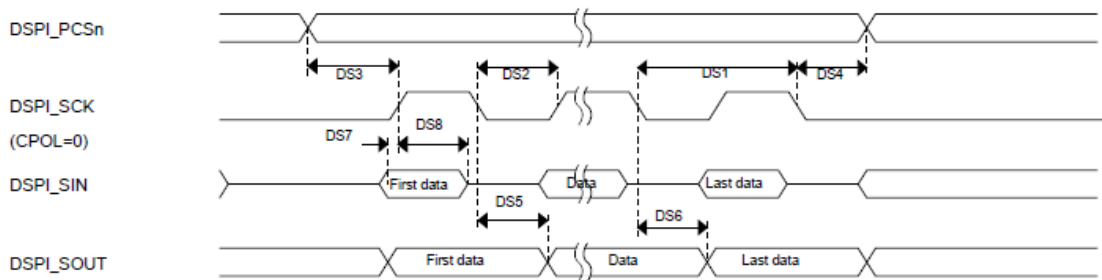 DSPI_PCSn
DS3
DS2
DS1
DS4
DSPI_SCK
(CPOL=0)
DS7
DS8
DSPI_SIN
First data
Data
Last data
DS5
DS6
DSPI_SOUT
First data
Data
Last data